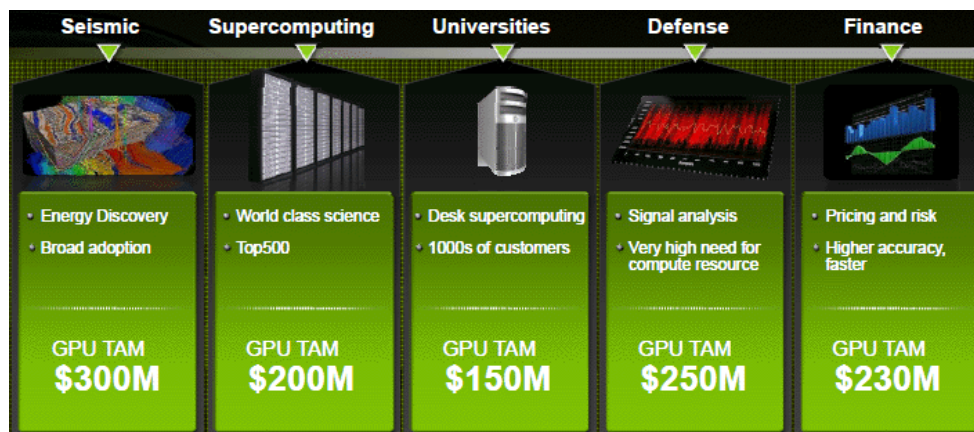 Seismic
Supercomputing
Universities
Defense
Finance
• Energy Discovery
• Broad adoption
GPU TAM
$300M
• World class science
• Top500
GPU TAM
$200M
• Desk supercomputing
• 1000s of customers
GPU TAM
$150M
• Signal analysis
• Very high need for
compute resource
GPU TAM
$250M
• Pricing and risk
• Higher accuracy,
faster
GPU TAM
$230M